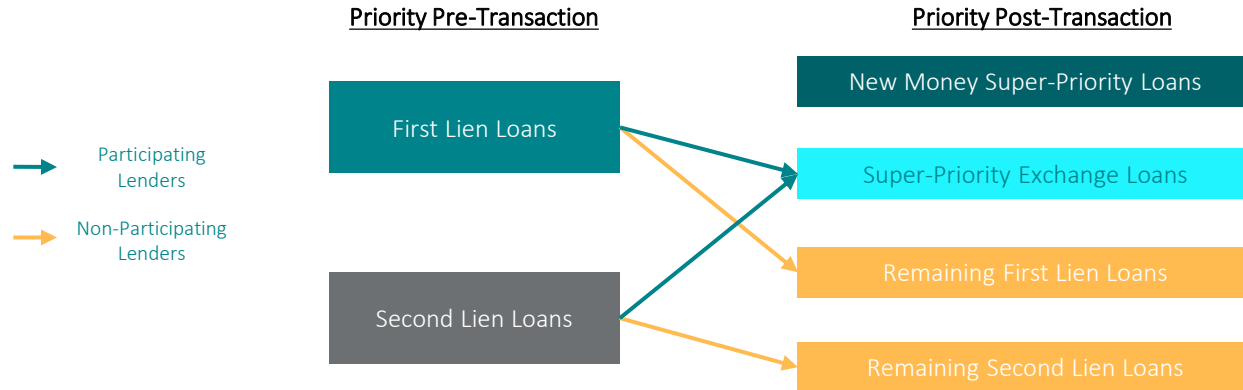 Priority Pre-Transaction
Priority Post-Transaction
New Money Super-Priority Loans
First Lien Loans
Participating
Lenders
Super-Priority Exchange Loans
Non-Participating
Lenders
Remaining First Lien Loans
Second Lien Loans
Remaining Second Lien Loans